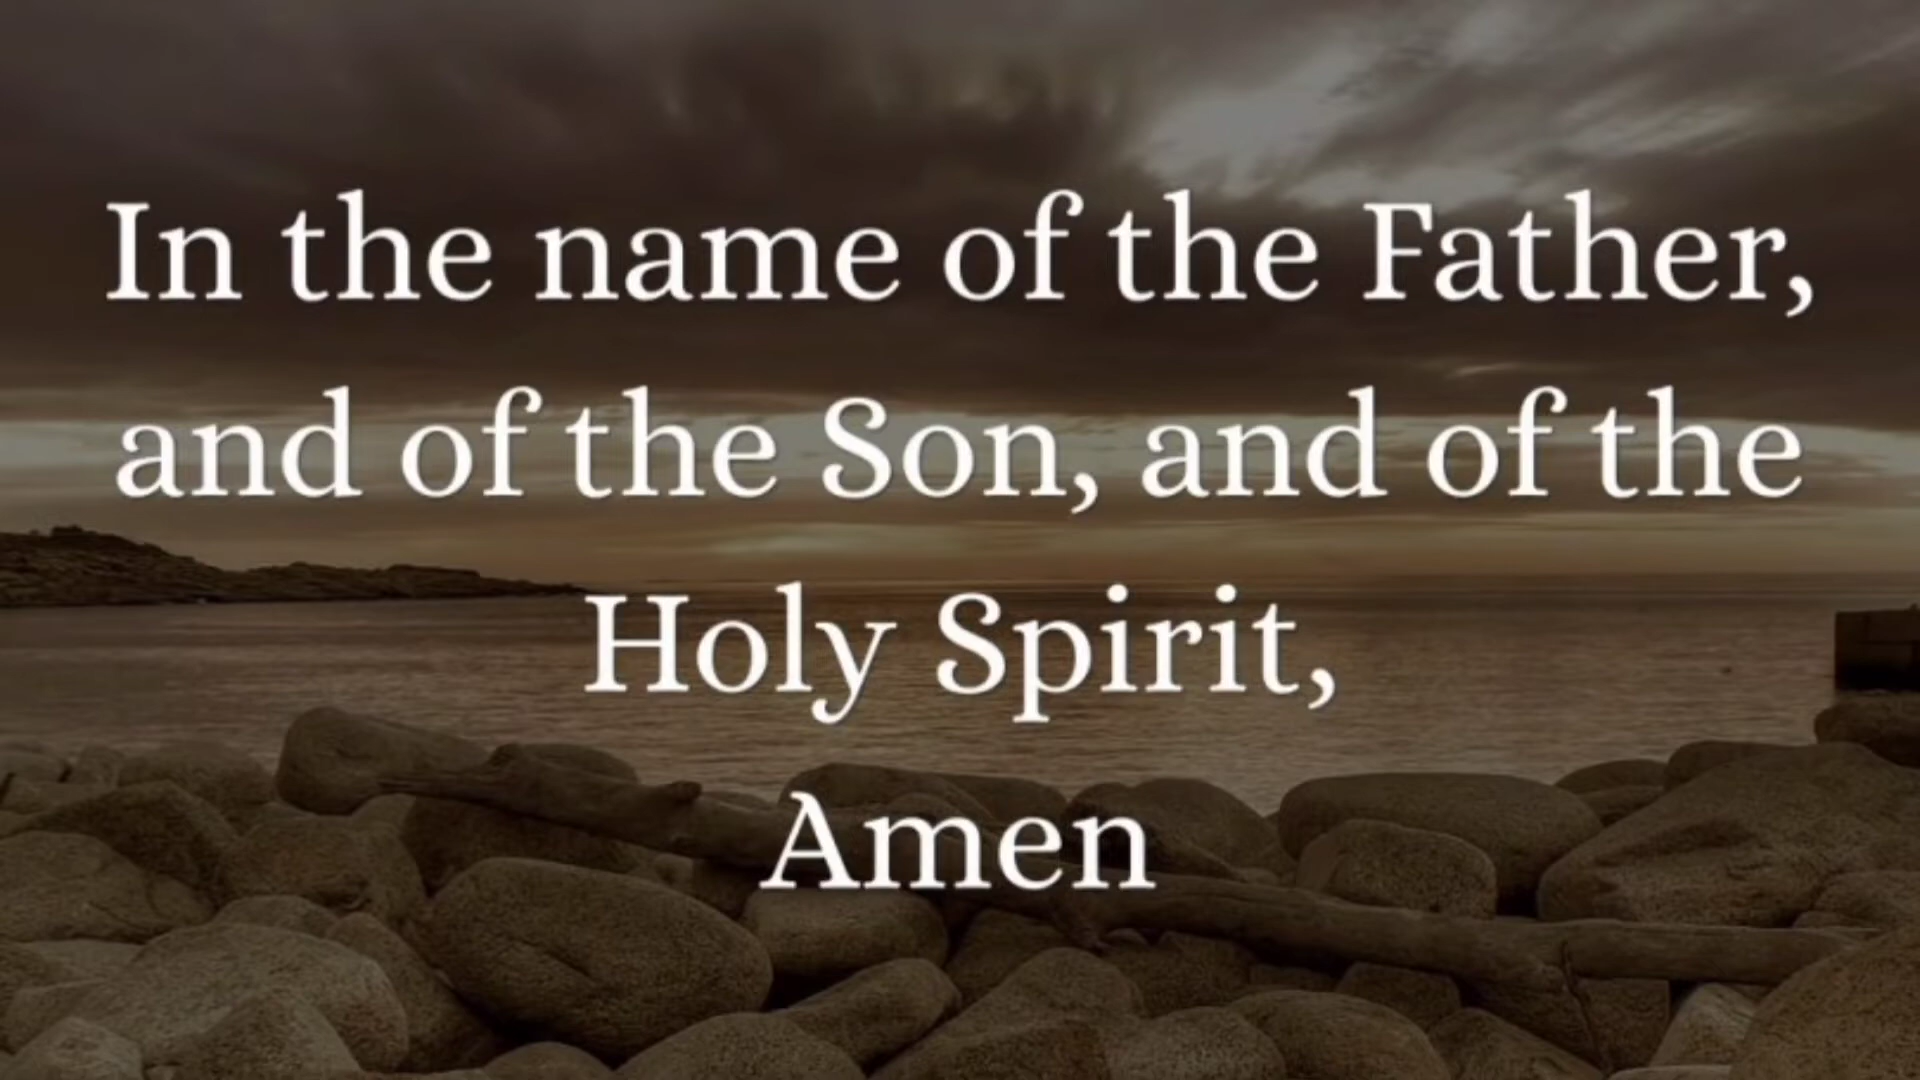 In the name of the Father,
and of the Son, and of the
Holy Spirit,
Amen